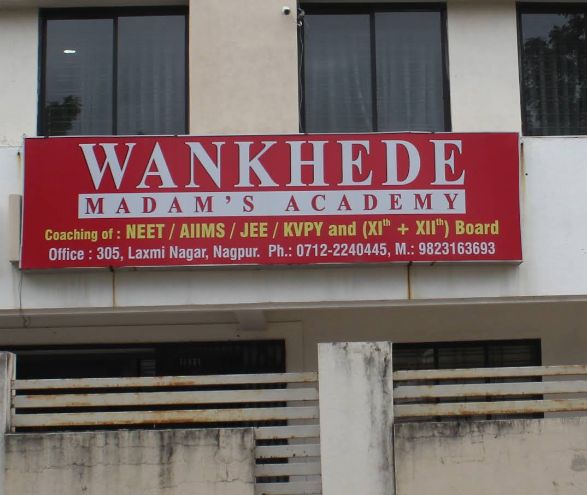 WANKHEDE
MADAM'S ACADEMY
Coaching of : NEET / AIIMS / JEE / KVPY and (XIth + XIIth) Board
Office : 305, Laxmi Nagar, Nagpur. Ph.: 0712-2240445, M.: 9823163693